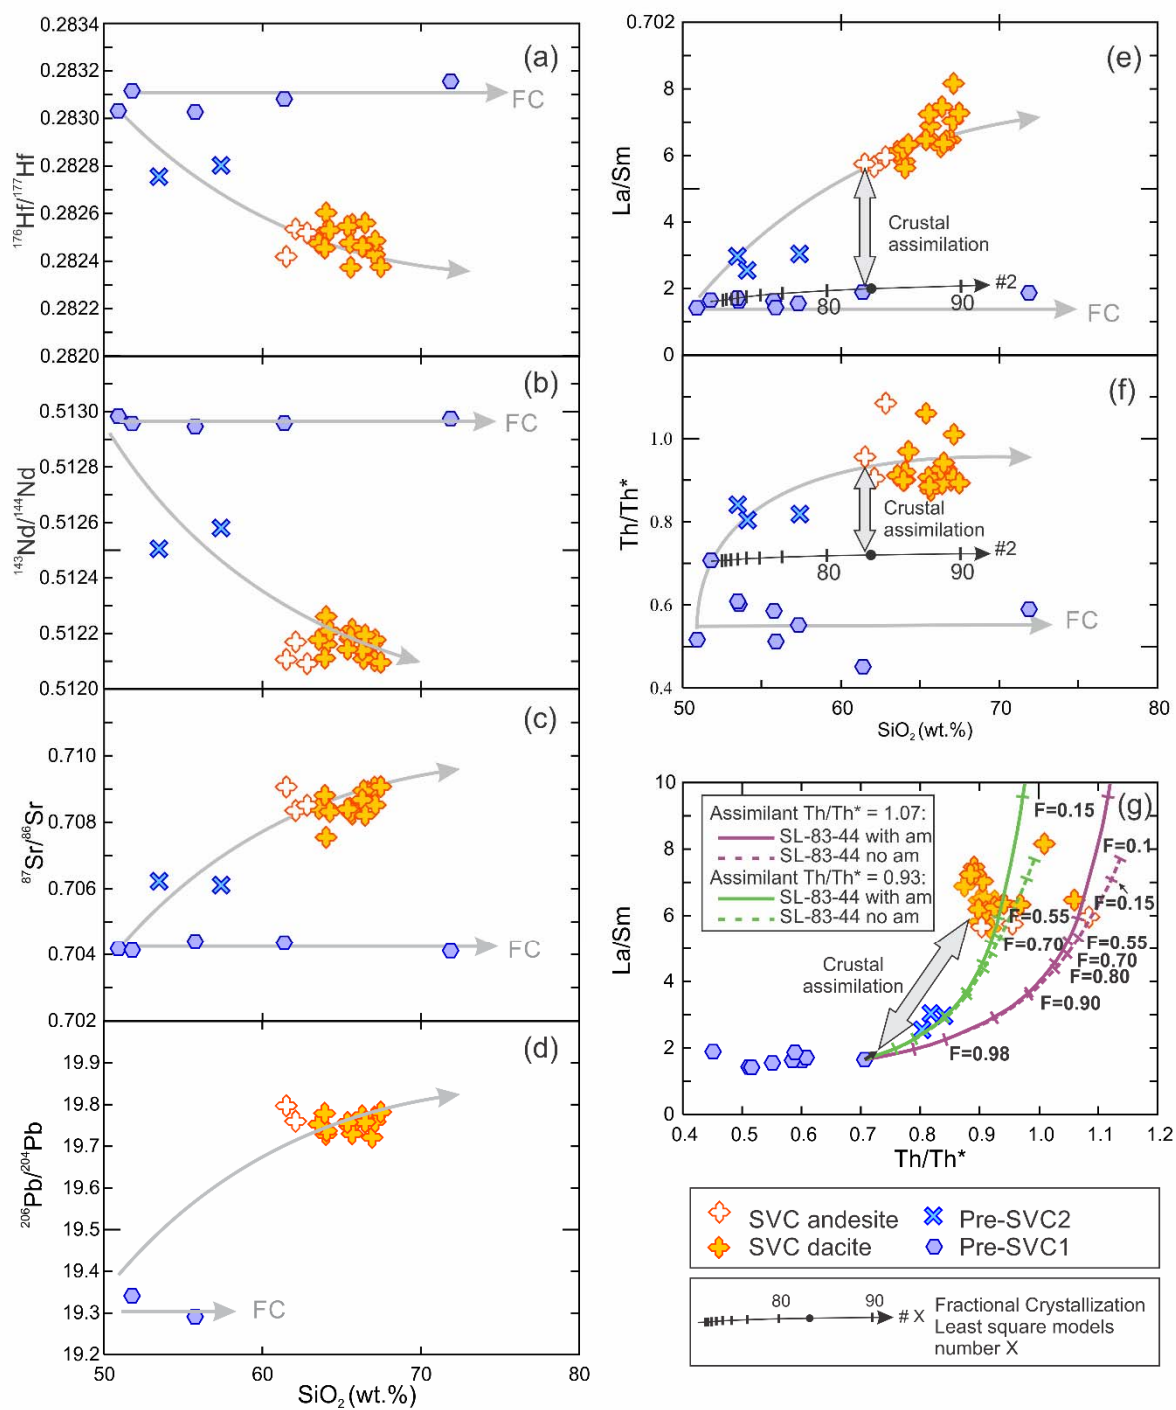 0.2834
0.2832
0.2830
0.2828
0.2826
0.2824
0.2822
0.2820
176Hf/177Hf
(a)
FC
0.5130
0.5128
0.5126
0.5124
0.5122
0.5120
143Nd/144Nd
(b)
FC
0.710
0.708
0.706
0.704
0.702
87Sr/86Sr
(c)
FC
19.9
19.8
19.7
19.6
19.5
19.4
19.3
19.2
206Pb/204Pb
(d)
FC
50
60
70
80
SiO2 (wt.%)
0.702
8
6
4
2
0
La/Sm
(e)
Crustal
assimilation
80
90
#2
FC
1.0
0.8
0.6
0.4
Th/Th*
(f)
Crustal
assimilation
80
90
#2
FC
50
60
70
80
SiO2 (wt.%)
10
8
6
4
2
0
La/Sm
(g)
Assimilant Th/Th* = 1.07:
SL-83-44 with am
SL-83-44 no am
Assimilant Th/Th* = 0.93:
SL-83-44 with am
SL-83-44 no am
F=0.15
F=0.1
F=0.15
F=0.55
F=0.55
F=0.70
F=0.70
F=0.80
F=0.90
F=0.98
Crustal
assimilation
0.4
0.5
0.6
0.7
0.8
0.9
1.0
1.1
1.2
Th/Th*
SVC andesite
Pre-SVC2
SVC dacite
Pre-SVC1
80
90
# X
Fractional Crystallization
Least square models
number X